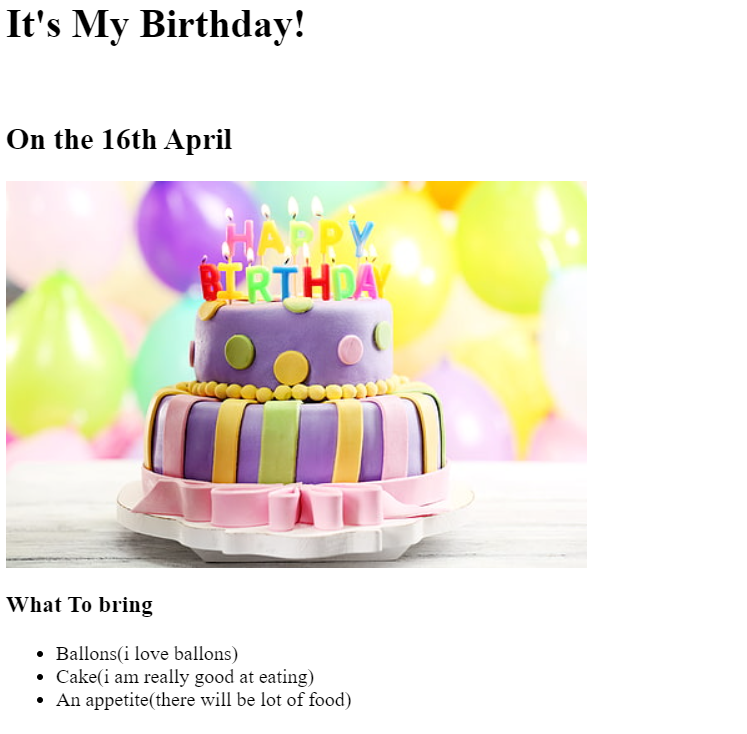 It's My Birthday!
On the 16th April
HAPPY
BIRTHDAY
What To bring
Ballons(i love ballons)
Cake(i am really good at eating)
An appetite(there will be lot of food)